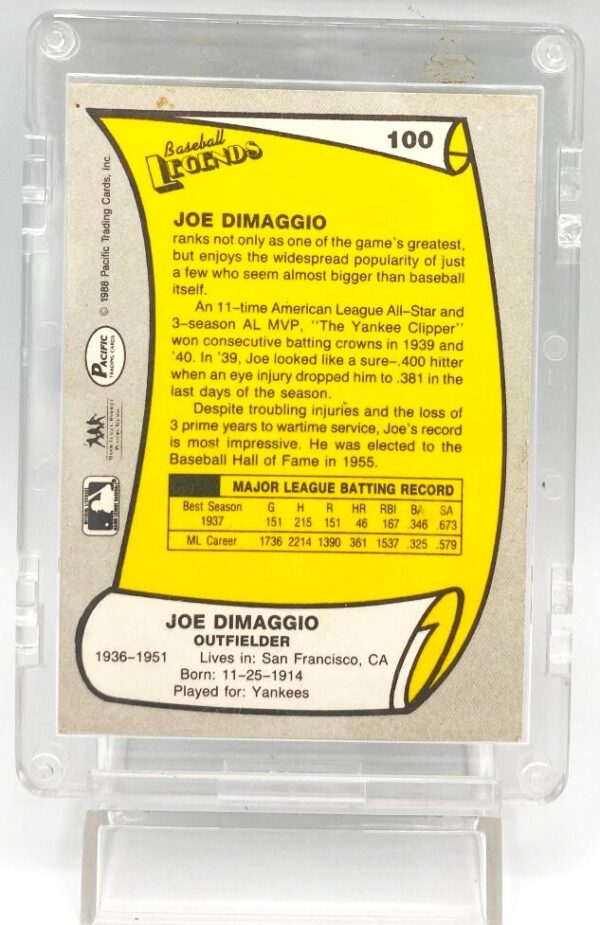 Baseball
LEGENDS
100
JOE DIMAGGIO
ranks not only as one of the game's greatest,
but enjoys the widespread popularity of just
a few who seem almost bigger than baseball
itself.
An 11-time American League All-Star and
3-season AL MVP, "The Yankee Clipper"
won consecutive batting crowns in 1939 and
'40. In '39, Joe looked like a sure-.400 hitter
when an eye injury dropped him to .381 in the
last days of the season.
Despite troubling injuries and the loss of
3 prime years to wartime service, Joe's record
is most impressive. He was elected to the
Baseball Hall of Fame in 1955.
MAJOR LEAGUE BATTING RECORD
Best Season G H R HR RBI BA SA
1937 151 215 151 46 167 .346 .673
ML Career 1736 2214 1390 361 1537 .325 .579
JOE DIMAGGIO
OUTFIELDER
1936-1951 Lives in: San Francisco, CA
Born: 11-25-1914
Played for: Yankees
© 1988 Pacific Trading Cards, Inc.
PACIFIC
TRADING CARDS